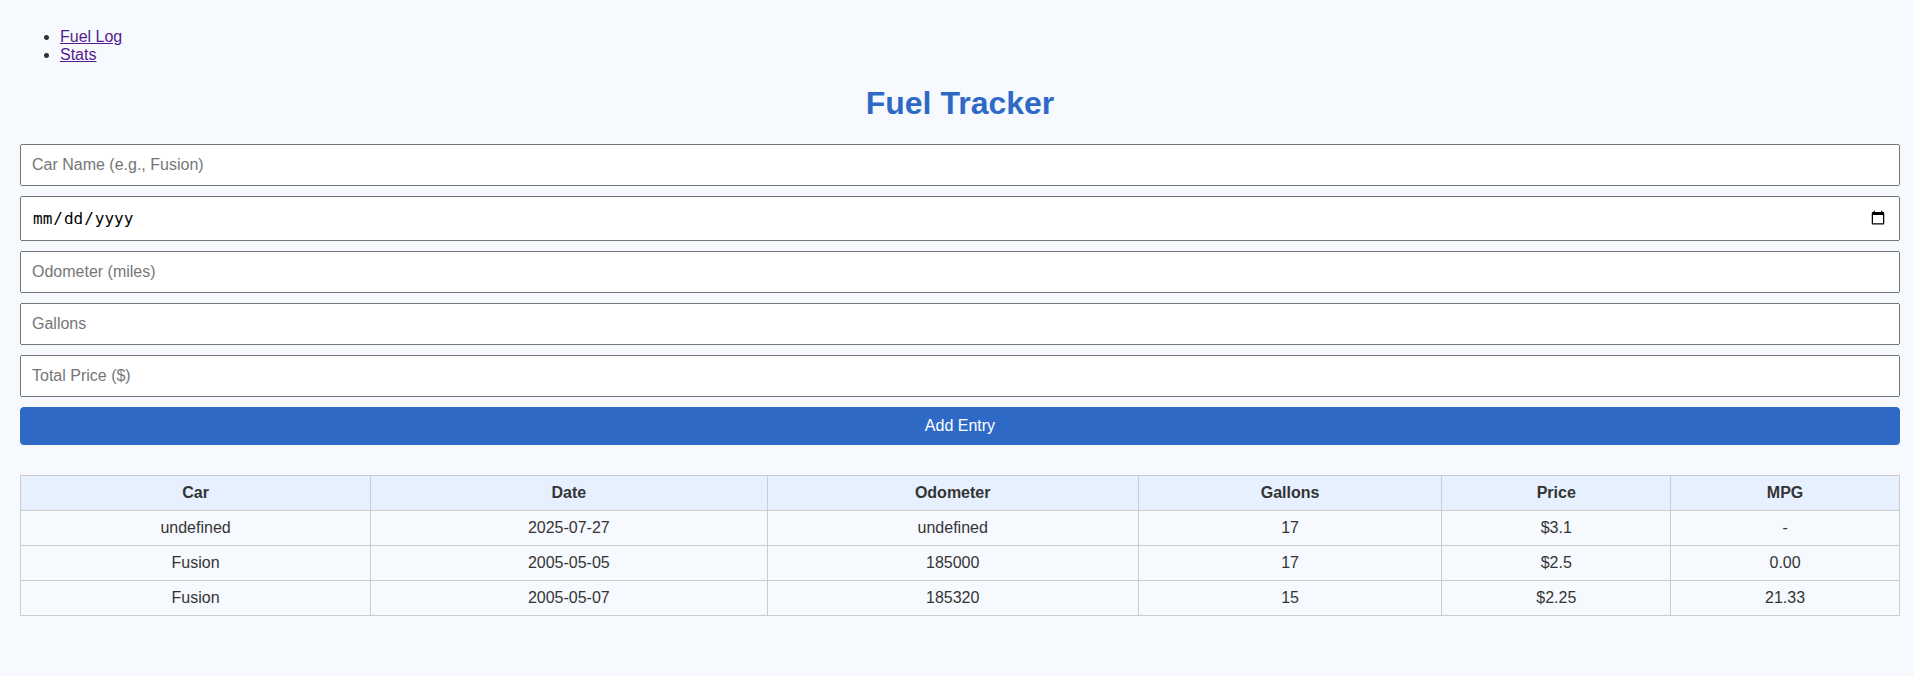 Fuel Log
Stats
Fuel Tracker
Car Name (e.g., Fusion)
mm/dd/yyyy
Odometer (miles)
Gallons
Total Price ($)
Add Entry
Car Date Odometer Gallons Price MPG
undefined 2025-07-27 undefined 17 $3.1 -
Fusion 2005-05-05 185000 17 $2.5 0.00
Fusion 2005-05-07 185320 15 $2.25 21.33